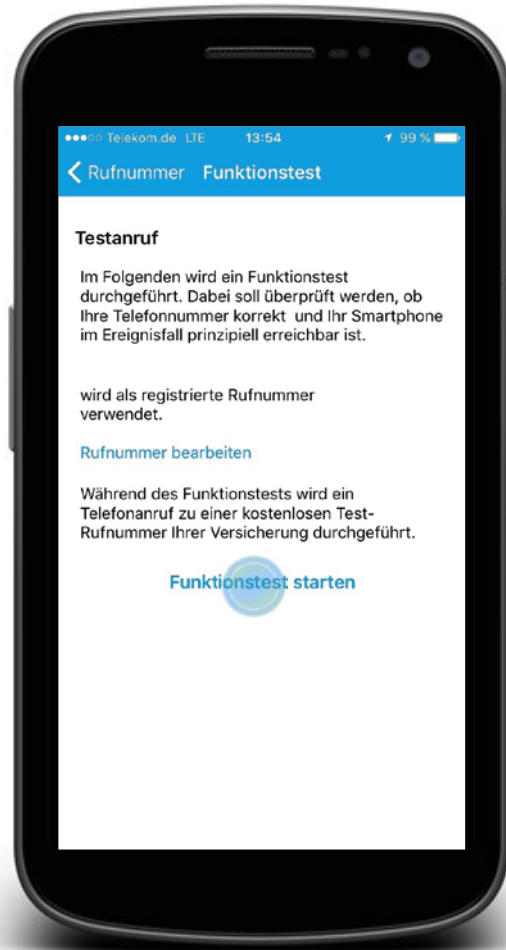 Telekom.de LTE 13:54 99 %
Rufnummer Funktionstest
Testanruf
Im Folgenden wird ein Funktionstest
durchgeführt. Dabei soll überprüft werden, ob
Ihre Telefonnummer korrekt und Ihr Smartphone
im Ereignisfall prinzipiell erreichbar ist.
wird als registrierte Rufnummer
verwendet.
Rufnummer bearbeiten
Während des Funktionstests wird ein
Telefonanruf zu einer kostenlosen Test-
Rufnummer Ihrer Versicherung durchgeführt.
Funktionstest starten